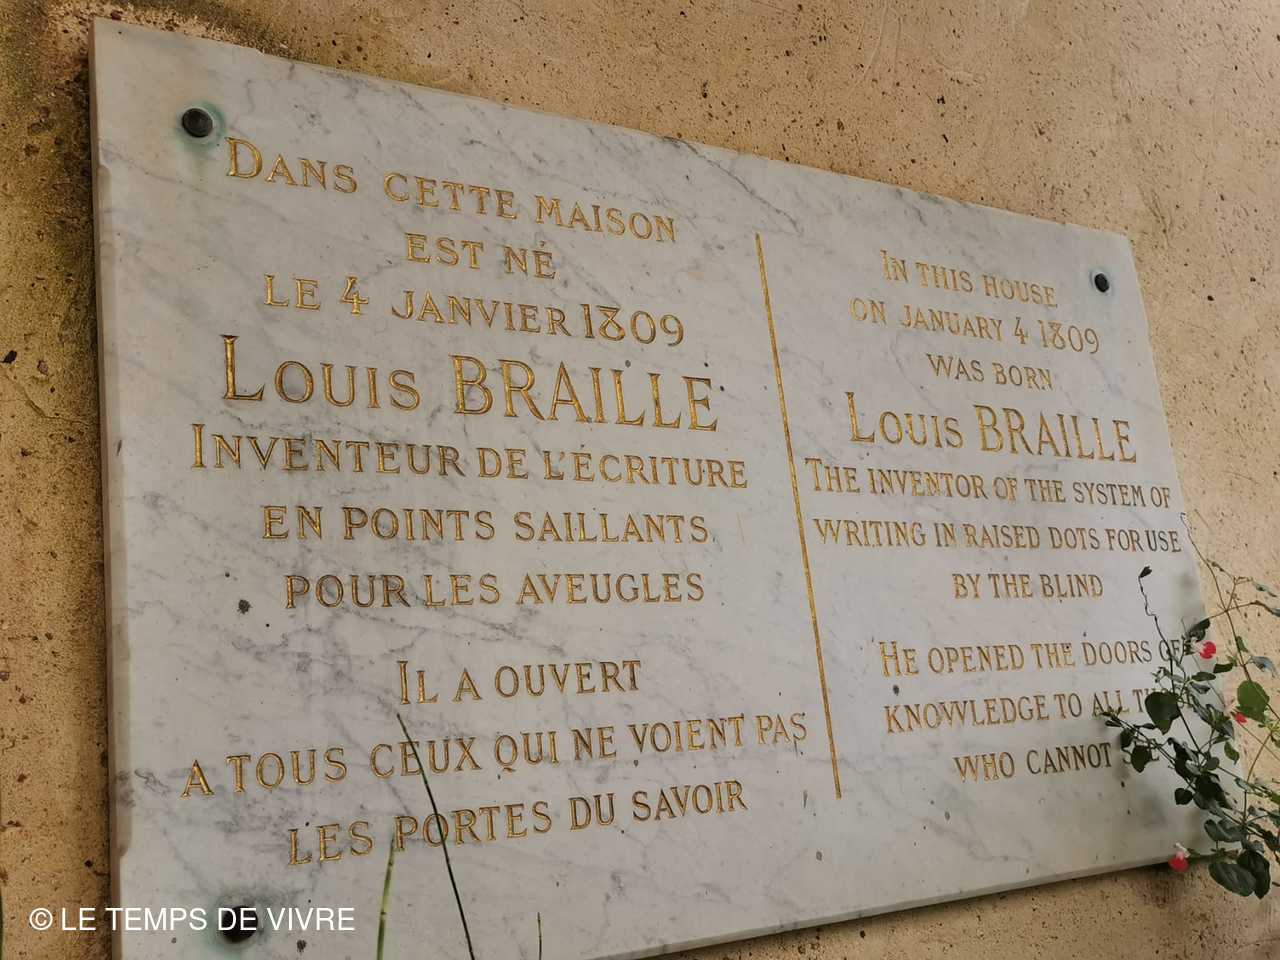 DANS CETTE MAISON
EST NÉ
LE 4 JANVIER 1809
LOUIS BRAILLE
INVENTEUR DE L'ÉCRITURE
EN POINTS SAILLANTS
POUR LES AVEUGLES
IL A OUVERT
A TOUS CEUX QUI NE VOIENT PAS
LES PORTES DU SAVOIR
IN THIS HOUSE
ON JANUARY 4 1809
WAS BORN
LOUIS BRAILLE
THE INVENTOR OF THE SYSTEM OF
WRITING IN RAISED DOTS FOR USE
BY THE BLIND
HE OPENED THE DOORS OF
KNOWLEDGE TO ALL
WHO CANNOT
© LE TEMPS DE VIVRE